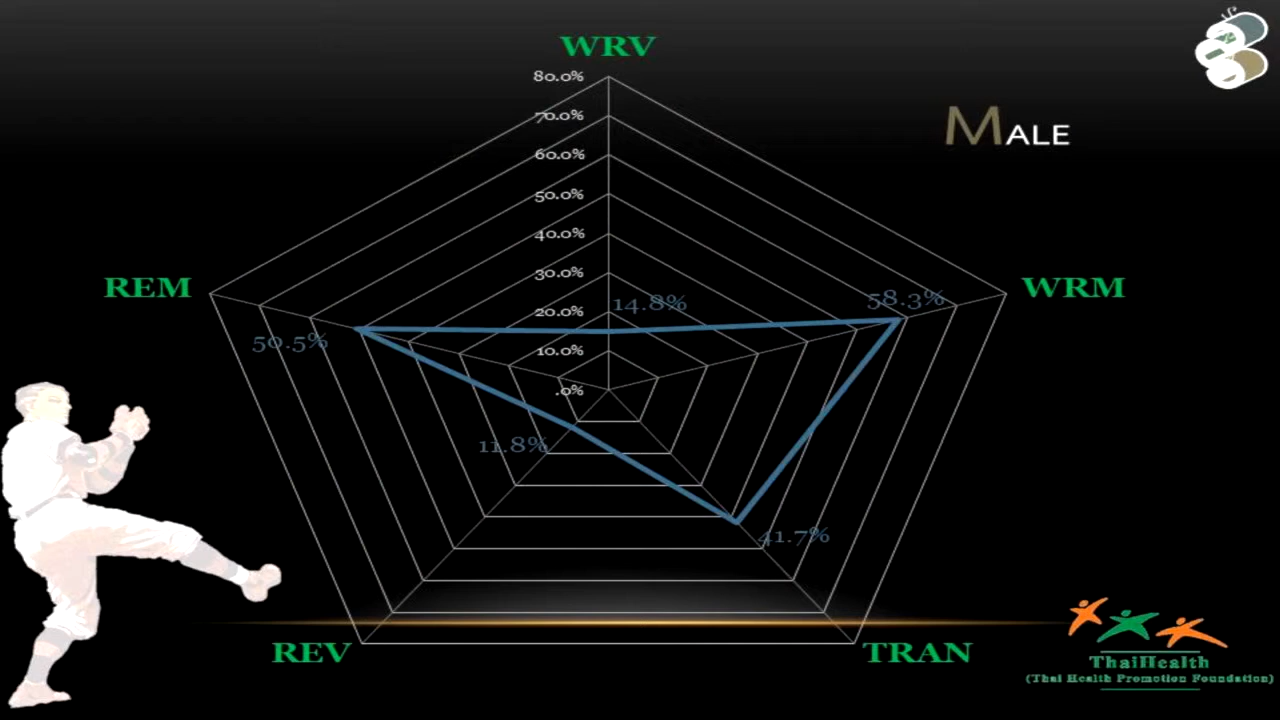 WRV
80.0%
70.0%
60.0%
50.0%
40.0%
30.0%
20.0%
10.0%
.0%
MALE
REM
WRM
14.8%
58.3%
50.5%
11.8%
41.7%
REV
TRAN
ThaiHealth
(Thai Health Promotion Foundation)